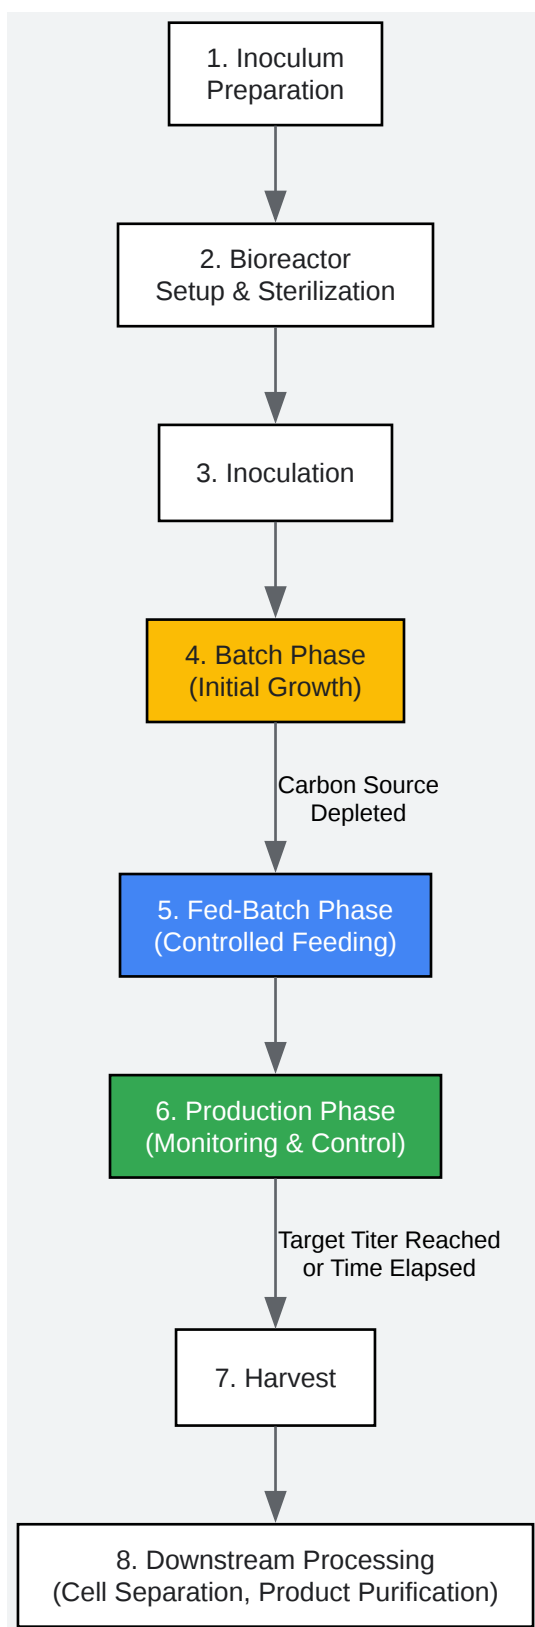 1. Inoculum
Preparation
2. Bioreactor
Setup & Sterilization
3. Inoculation
4. Batch Phase
(Initial Growth)
Carbon Source
Depleted
5. Fed-Batch Phase
(Controlled Feeding)
6. Production Phase
(Monitoring & Control)
Target Titer Reached
or Time Elapsed
7. Harvest
8. Downstream Processing
(Cell Separation, Product Purification)